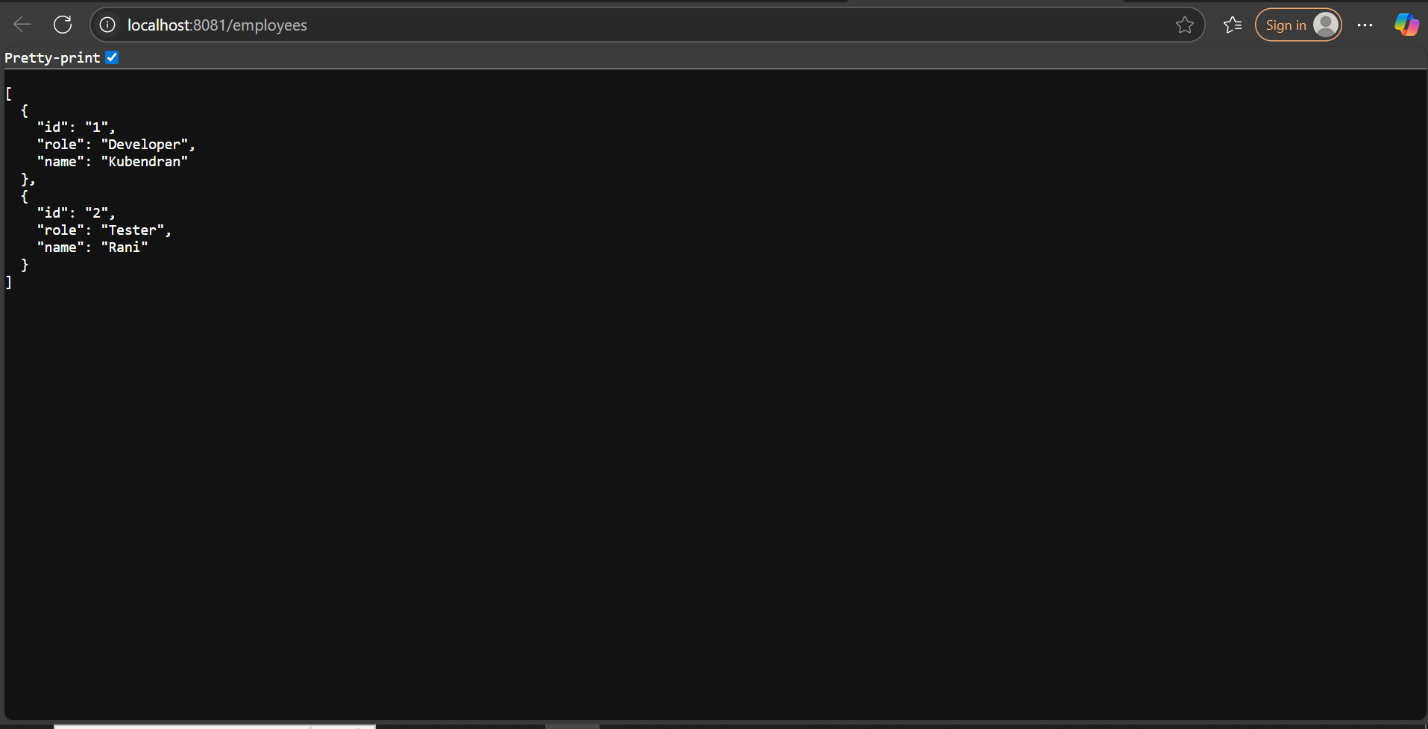 localhost:8081/employees
Sign in
Pretty-print
[
  {
    "id": "1",
    "role": "Developer",
    "name": "Kubendran"
  },
  {
    "id": "2",
    "role": "Tester",
    "name": "Rani"
  }
]